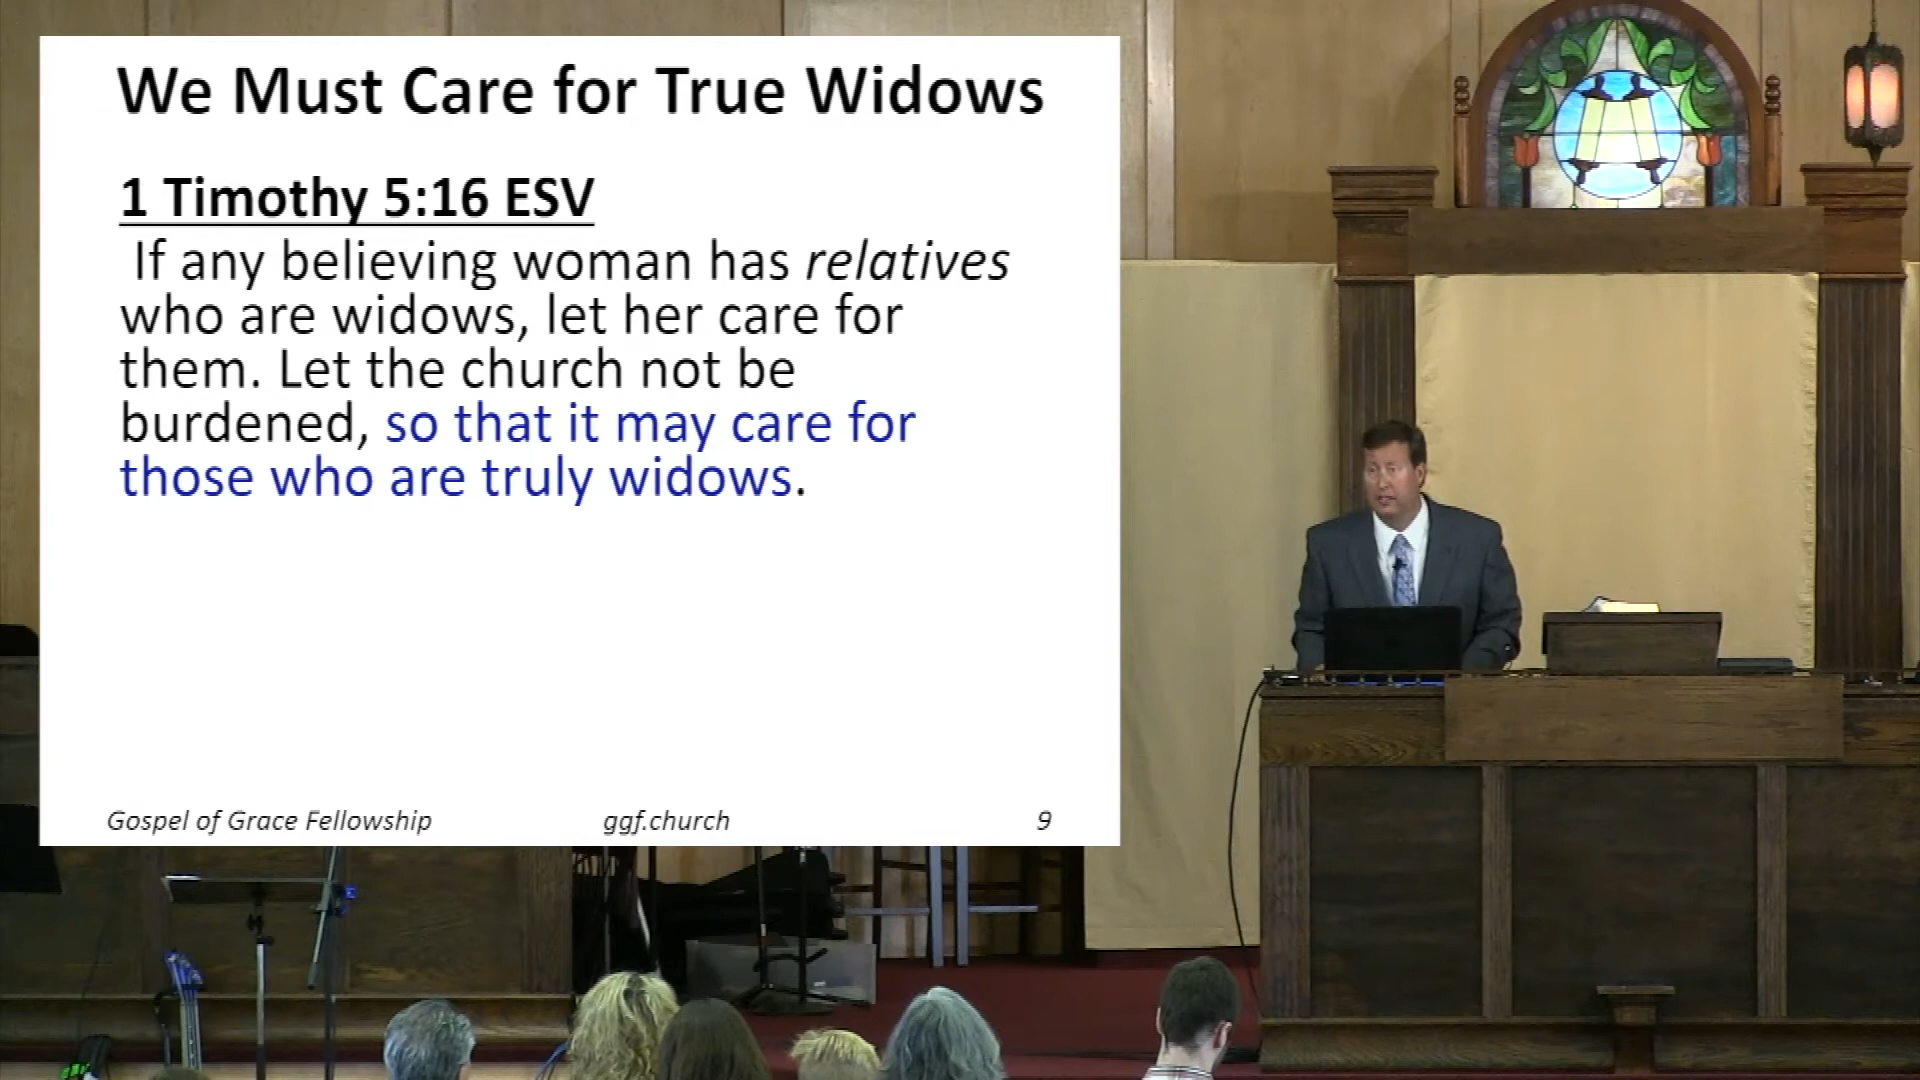 We Must Care for True Widows
1 Timothy 5:16 ESV
If any believing woman has relatives
who are widows, let her care for
them. Let the church not be
burdened, so that it may care for
those who are truly widows.
Gospel of Grace Fellowship ggf.church 9